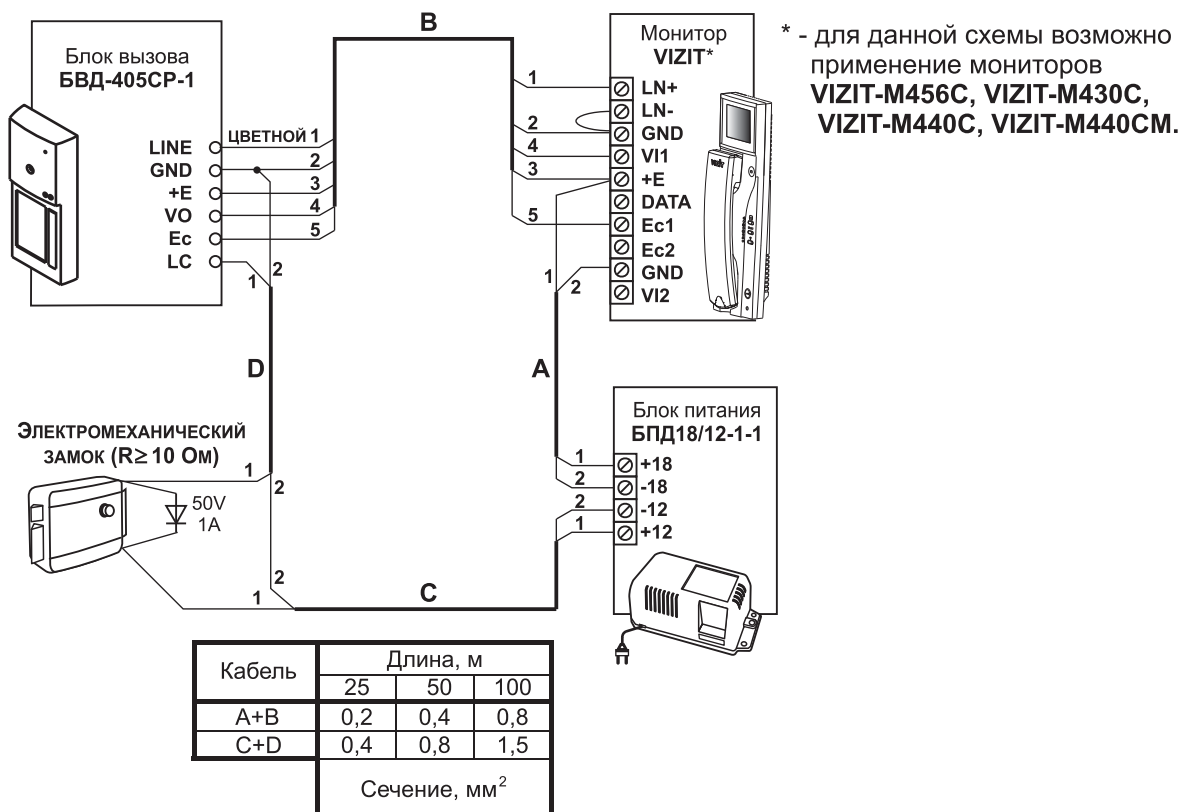 Блок вызова
БВД-405СР-1
LINE
GND
+E
VO
Ec
LC
ЦВЕТНОЙ 1
2
3
4
5
1
2
B
1
2
4
3
5
Монитор
VIZIT*
LN+
LN-
GND
VI1
+E
DATA
Ec1
Ec2
GND
VI2
VIZIT
1
2
* - для данной схемы возможно
применение мониторов
VIZIT-M456C, VIZIT-M430C,
VIZIT-M440C, VIZIT-M440CM.
D
A
ЭЛЕКТРОМЕХАНИЧЕСКИЙ
ЗАМОК (R≥ 10 ОМ)
1
2
50V
1A
2
1
C
Блок питания
БПД18/12-1-1
1
+18
2
-18
2
-12
1
+12
Кабель
Длина, м
25 50 100
A+B 0,2 0,4 0,8
C+D 0,4 0,8 1,5
Сечение, мм²